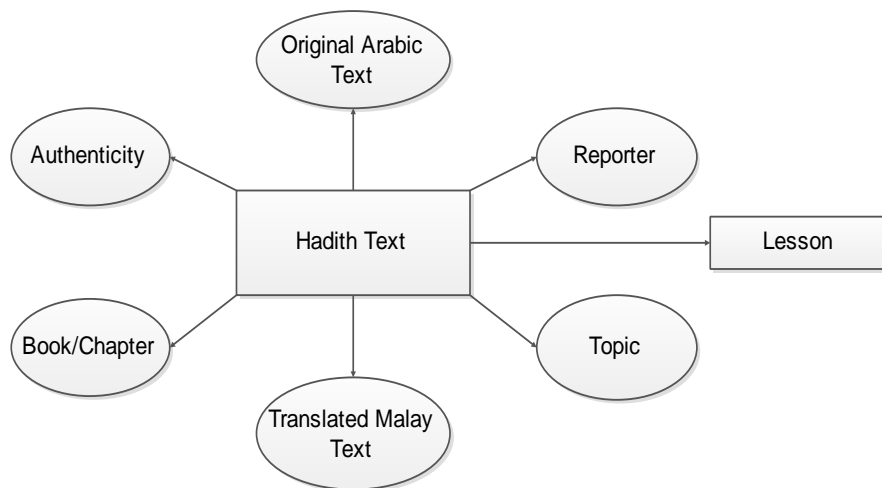 Original Arabic
Text
Authenticity
Reporter
Hadith Text
Lesson
Book/Chapter
Topic
Translated Malay
Text